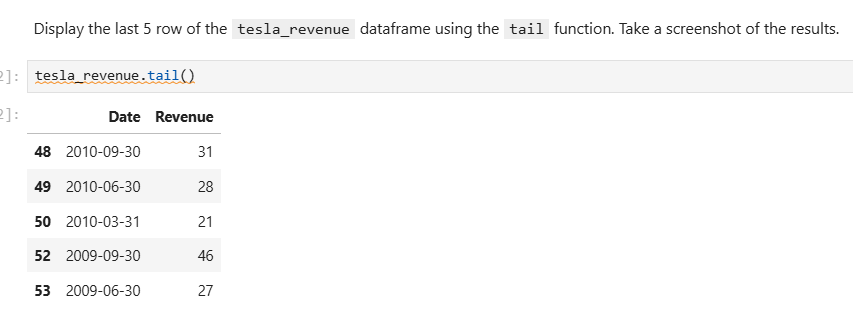 Display the last 5 row of the tesla_revenue dataframe using the tail function. Take a screenshot of the results.
2]: tesla_revenue.tail()
2]: Date Revenue
48 2010-09-30 31
49 2010-06-30 28
50 2010-03-31 21
52 2009-09-30 46
53 2009-06-30 27